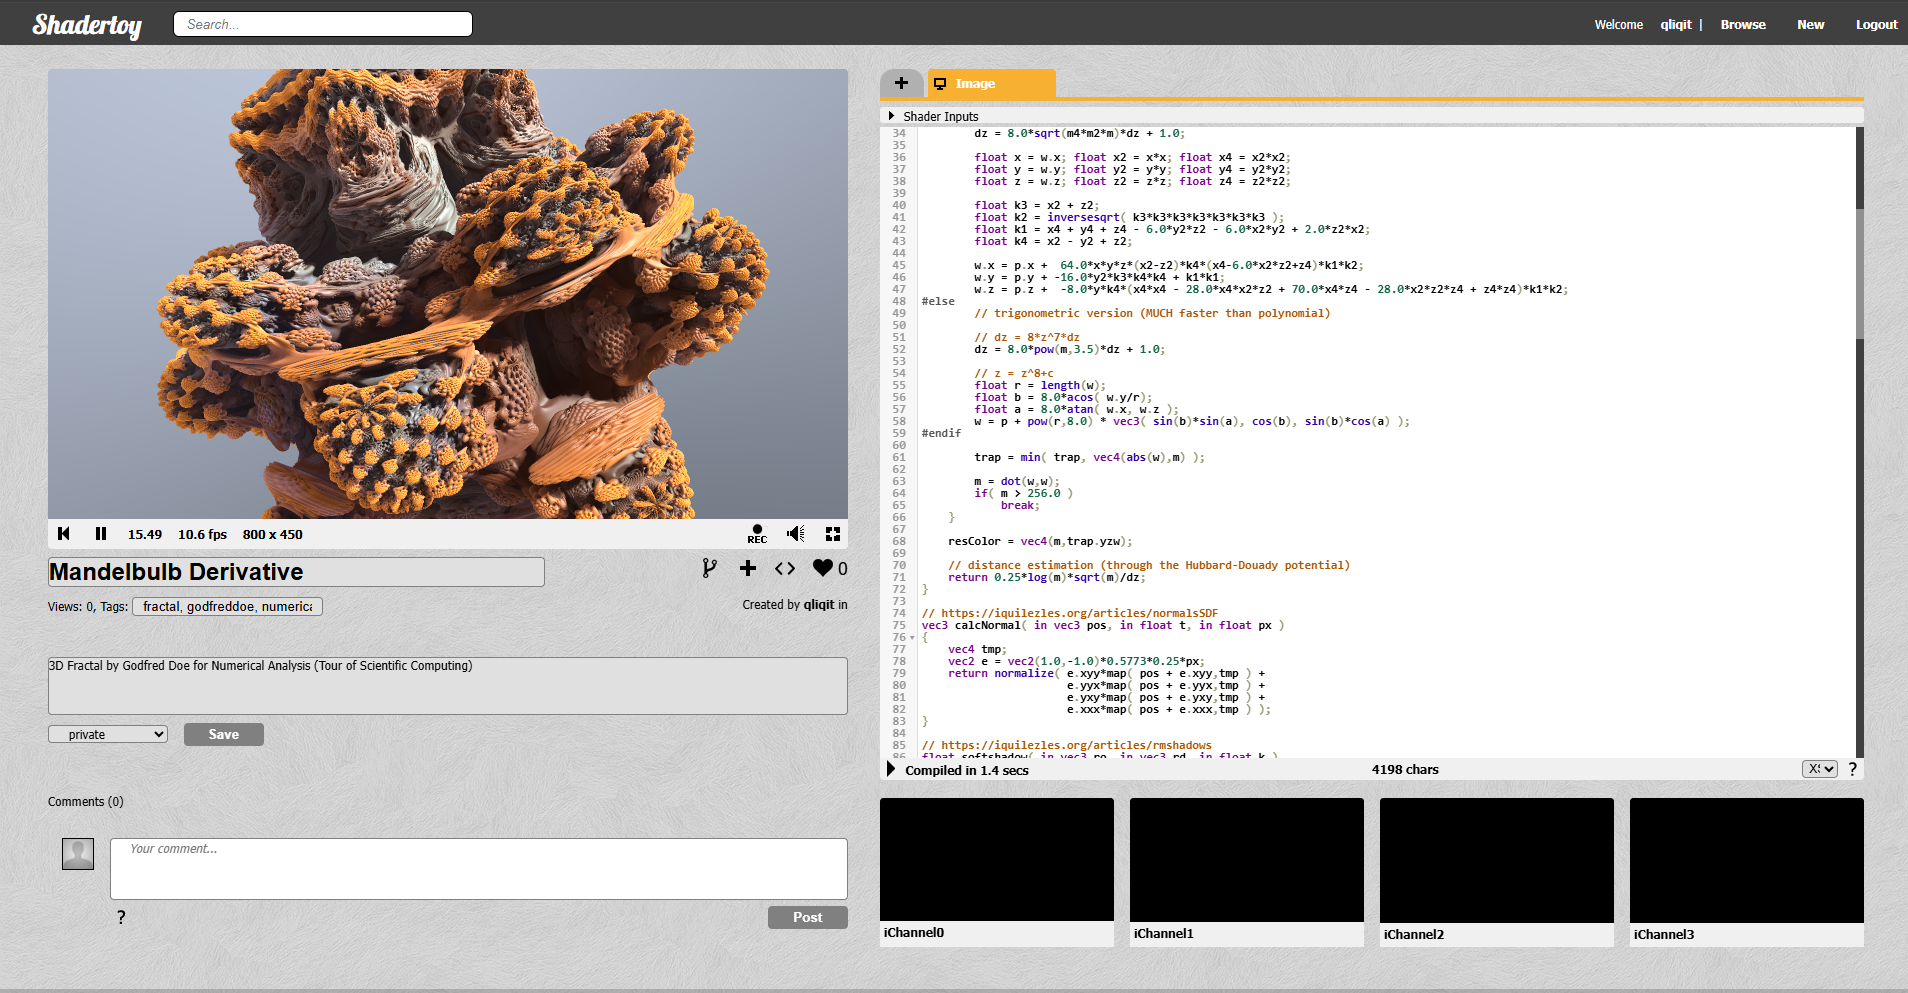 Shadertoy
Search...
Welcome qliqit | Browse New Logout
15.49 10.6 fps 800 x 450
REC
Mandelbulb Derivative
0
Views: 0, Tags: fractal, godfreddoe, numerica
Created by qliqit in
3D Fractal by Godfred Doe for Numerical Analysis (Tour of Scientific Computing)
private
Save
Comments (0)
Your comment...
?
Post
+ Image
Shader Inputs
34 dz = 8.0*sqrt(m4*m2*m)*dz + 1.0;
35
36 float x = w.x; float x2 = x*x; float x4 = x2*x2;
37 float y = w.y; float y2 = y*y; float y4 = y2*y2;
38 float z = w.z; float z2 = z*z; float z4 = z2*z2;
39
40 float k3 = x2 + z2;
41 float k2 = inversesqrt( k3*k3*k3*k3*k3*k3*k3 );
42 float k1 = x4 + y4 + z4 - 6.0*y2*z2 - 6.0*x2*y2 + 2.0*z2*x2;
43 float k4 = x2 - y2 + z2;
44
45 w.x = p.x +  64.0*x*y*z*(x2-z2)*k4*(x4-6.0*x2*z2+z4)*k1*k2;
46 w.y = p.y + -16.0*y2*k3*k4*k4 + k1*k1;
47 w.z = p.z +  -8.0*y*k4*(x4*x4 - 28.0*x4*x2*z2 + 70.0*x4*z4 - 28.0*x2*z2*z4 + z4*z4)*k1*k2;
48 #else
49 // trigonometric version (MUCH faster than polynomial)
50
51 // dz = 8*z^7*dz
52 dz = 8.0*pow(m,3.5)*dz + 1.0;
53
54 // z = z^8+c
55 float r = length(w);
56 float b = 8.0*acos( w.y/r);
57 float a = 8.0*atan( w.x, w.z );
58 w = p + pow(r,8.0) * vec3( sin(b)*sin(a), cos(b), sin(b)*cos(a) );
59 #endif
60
61 trap = min( trap, vec4(abs(w),m) );
62
63 m = dot(w,w);
64 if( m > 256.0 )
65 break;
66 }
67
68 resColor = vec4(m,trap.yzw);
69
70 // distance estimation (through the Hubbard-Douady potential)
71 return 0.25*log(m)*sqrt(m)/dz;
72 }
73
74 // https://iquilezles.org/articles/normalsSDF
75 vec3 calcNormal( in vec3 pos, in float t, in float px )
76 {
77 vec4 tmp;
78 vec2 e = vec2(1.0,-1.0)*0.5773*0.25*px;
79 return normalize( e.xyy*map( pos + e.xyy,tmp ) +
80 e.yyx*map( pos + e.yyx,tmp ) +
81 e.yxy*map( pos + e.yxy,tmp ) +
82 e.xxx*map( pos + e.xxx,tmp ) );
83 }
84
85 // https://iquilezles.org/articles/rmshadows
86 float softshadow( in vec3 ro, in vec3 rd, in float k )
Compiled in 1.4 secs 4198 chars ?
iChannel0 iChannel1 iChannel2 iChannel3